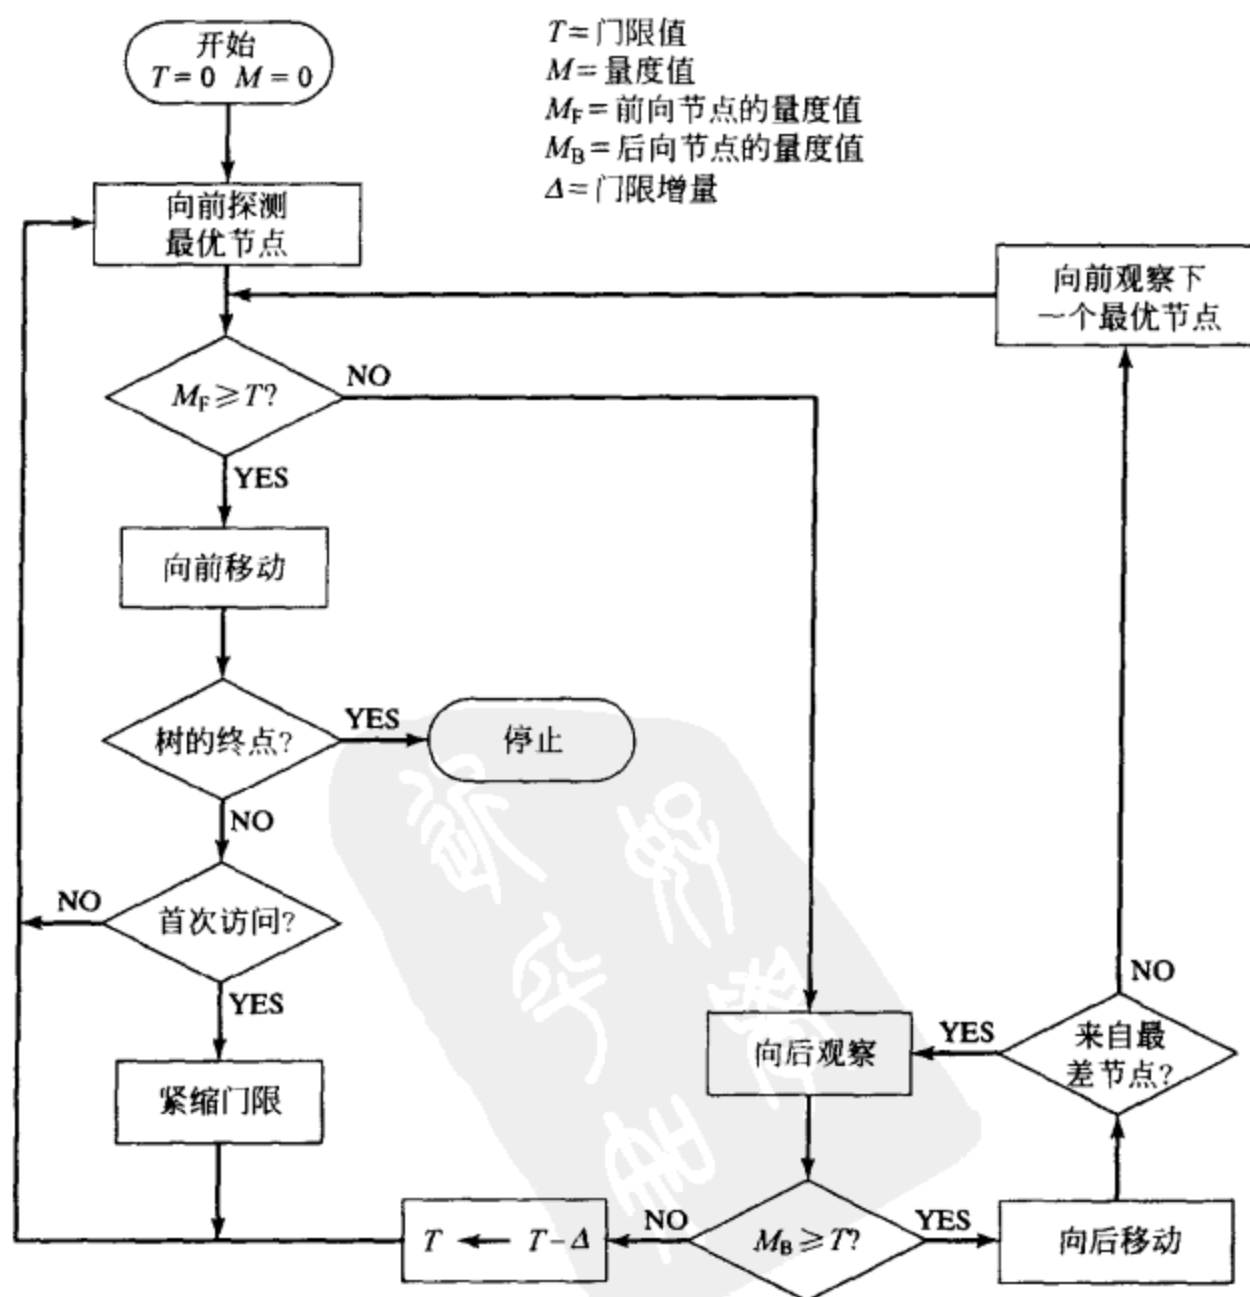 开始
T = 0 M = 0
T = 门限值
M = 量度值
M_F = 前向节点的量度值
M_B = 后向节点的量度值
Δ = 门限增量
向前探测
最优节点
向前观察下
一个最优节点
M_F ≥ T?
NO
YES
向前移动
树的终点?
YES
停止
NO
首次访问?
NO
YES
紧缩门限
向后观察
YES
来自最
差节点?
NO
T ← T − Δ
NO
M_B ≥ T?
YES
向后移动